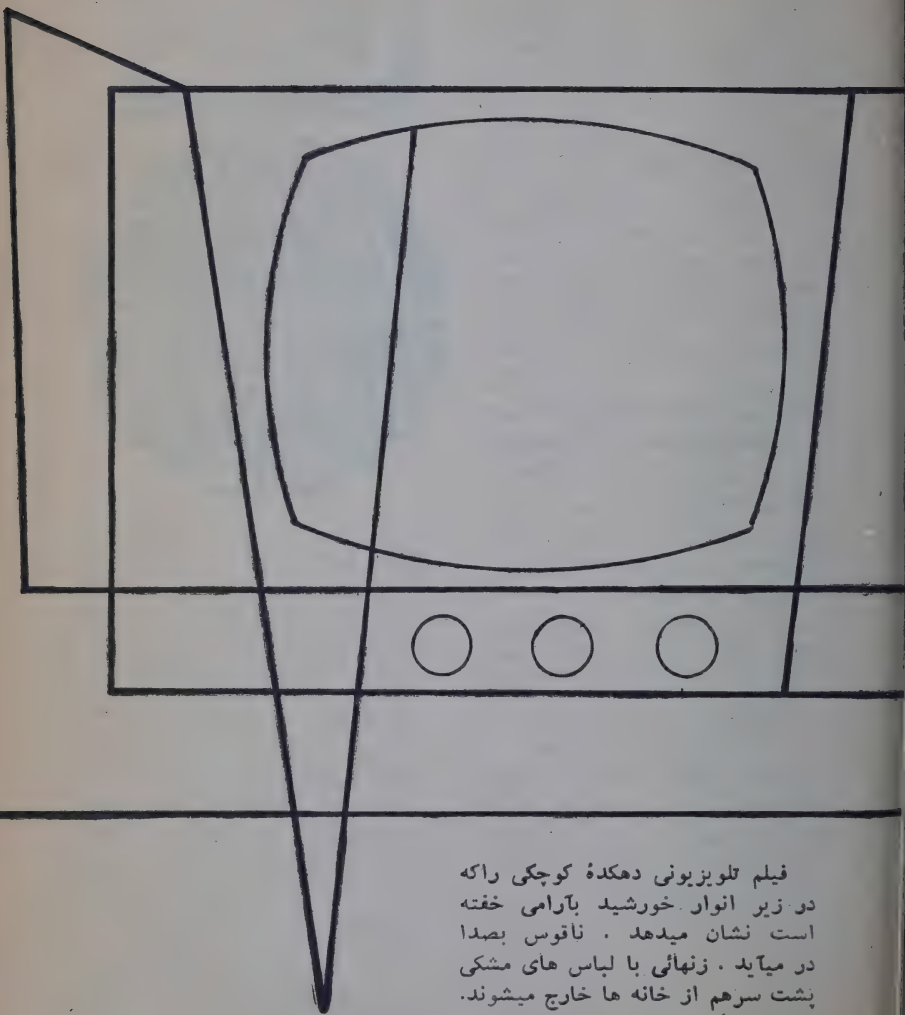 فیلم تلویزیونی دهکدهٔ کوچکی راکه
در زیر انوار خورشید بآرامی خفته
است نشان میدهد . ناقوس بصدا
در میآید . زنهائی با لباس های مشکی
پشت سرهم از خانه ها خارج میشوند.